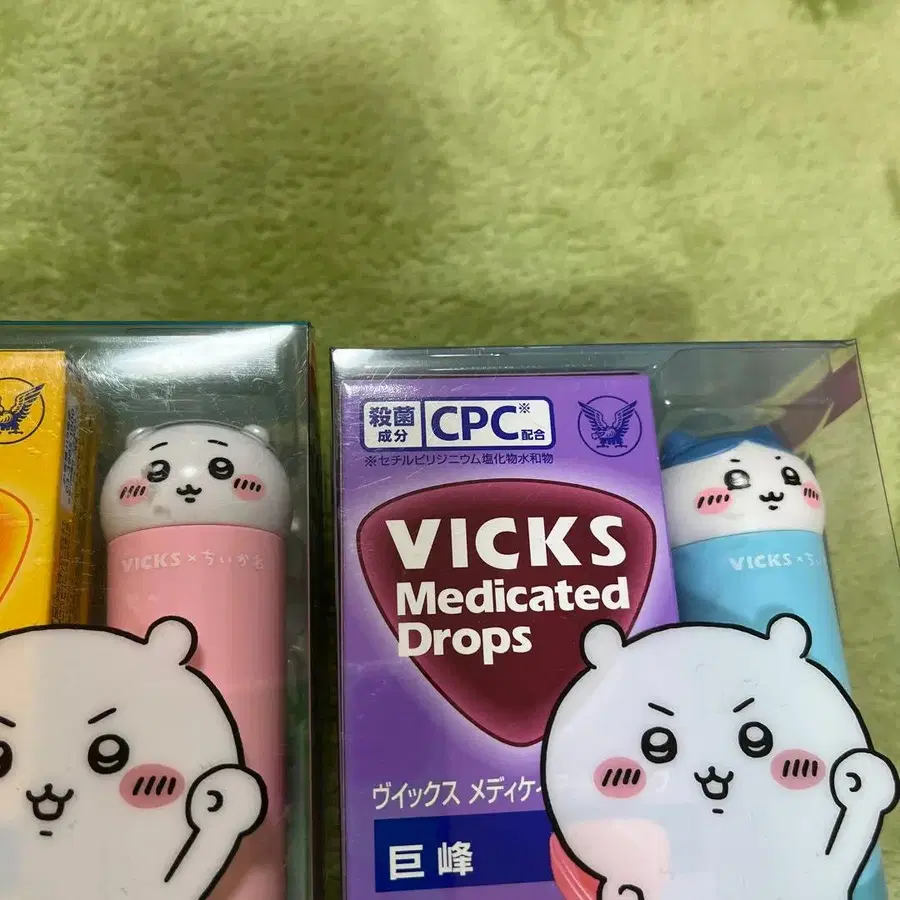 VICKS×ちいかわ
殺菌
成分
CPC※
配合
※セチルピリジニウム塩化物水和物
VICKS
Medicated
Drops
VICKS×ち
ヴイックス メディケ
巨峰